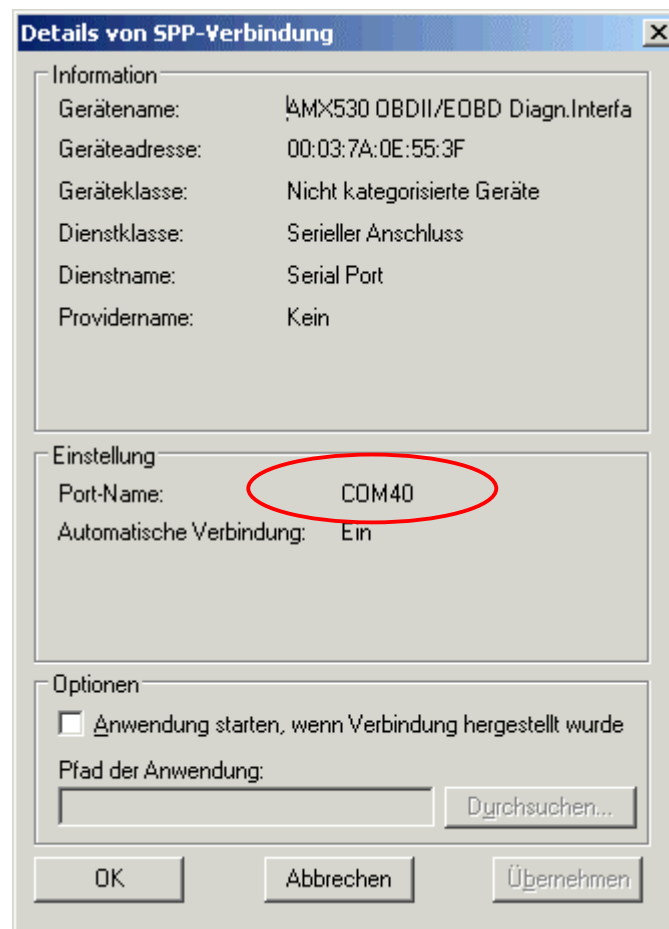 Details von SPP-Verbindung
Information
Gerätename: AMX530 OBDII/EOBD Diagn.Interfa
Geräteadresse: 00:03:7A:0E:55:3F
Geräteklasse: Nicht kategorisierte Geräte
Dienstklasse: Serieller Anschluss
Dienstname: Serial Port
Providername: Kein
Einstellung
Port-Name: COM40
Automatische Verbindung: Ein
Optionen
Anwendung starten, wenn Verbindung hergestellt wurde
Pfad der Anwendung:
Durchsuchen...
OK Abbrechen Übernehmen